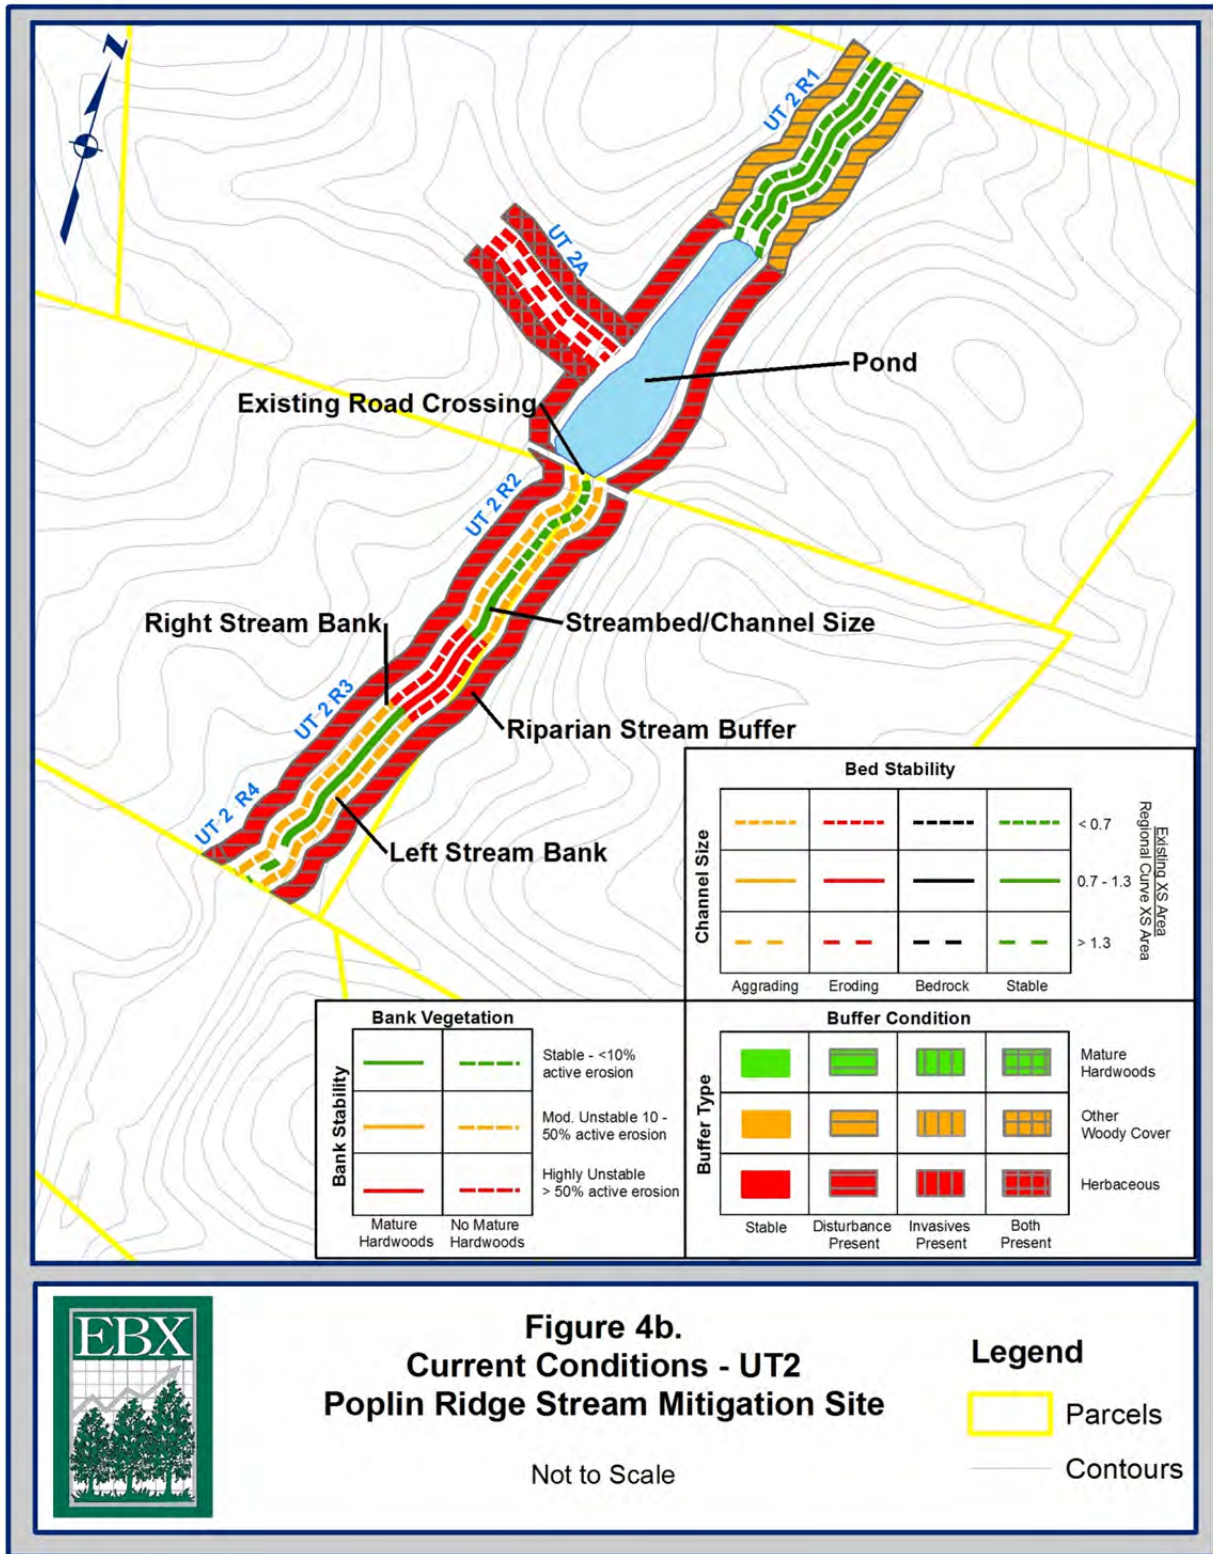 N
UT 2 R1
UT 2A
Pond
Existing Road Crossing
UT 2 R2
Right Stream Bank
Streambed/Channel Size
UT 2 R3
Riparian Stream Buffer
UT 2 R4
Left Stream Bank
Bed Stability
Channel Size
< 0.7
0.7 - 1.3
> 1.3
Existing XS Area
Regional Curve XS Area
Aggrading
Eroding
Bedrock
Stable
Bank Vegetation
Bank Stability
Stable - <10%
active erosion
Mod. Unstable 10 -
50% active erosion
Highly Unstable
> 50% active erosion
Mature
Hardwoods
No Mature
Hardwoods
Buffer Condition
Buffer Type
Mature
Hardwoods
Other
Woody Cover
Herbaceous
Stable
Disturbance
Present
Invasives
Present
Both
Present
EBX
Figure 4b.
Current Conditions - UT2
Poplin Ridge Stream Mitigation Site
Not to Scale
Legend
Parcels
Contours